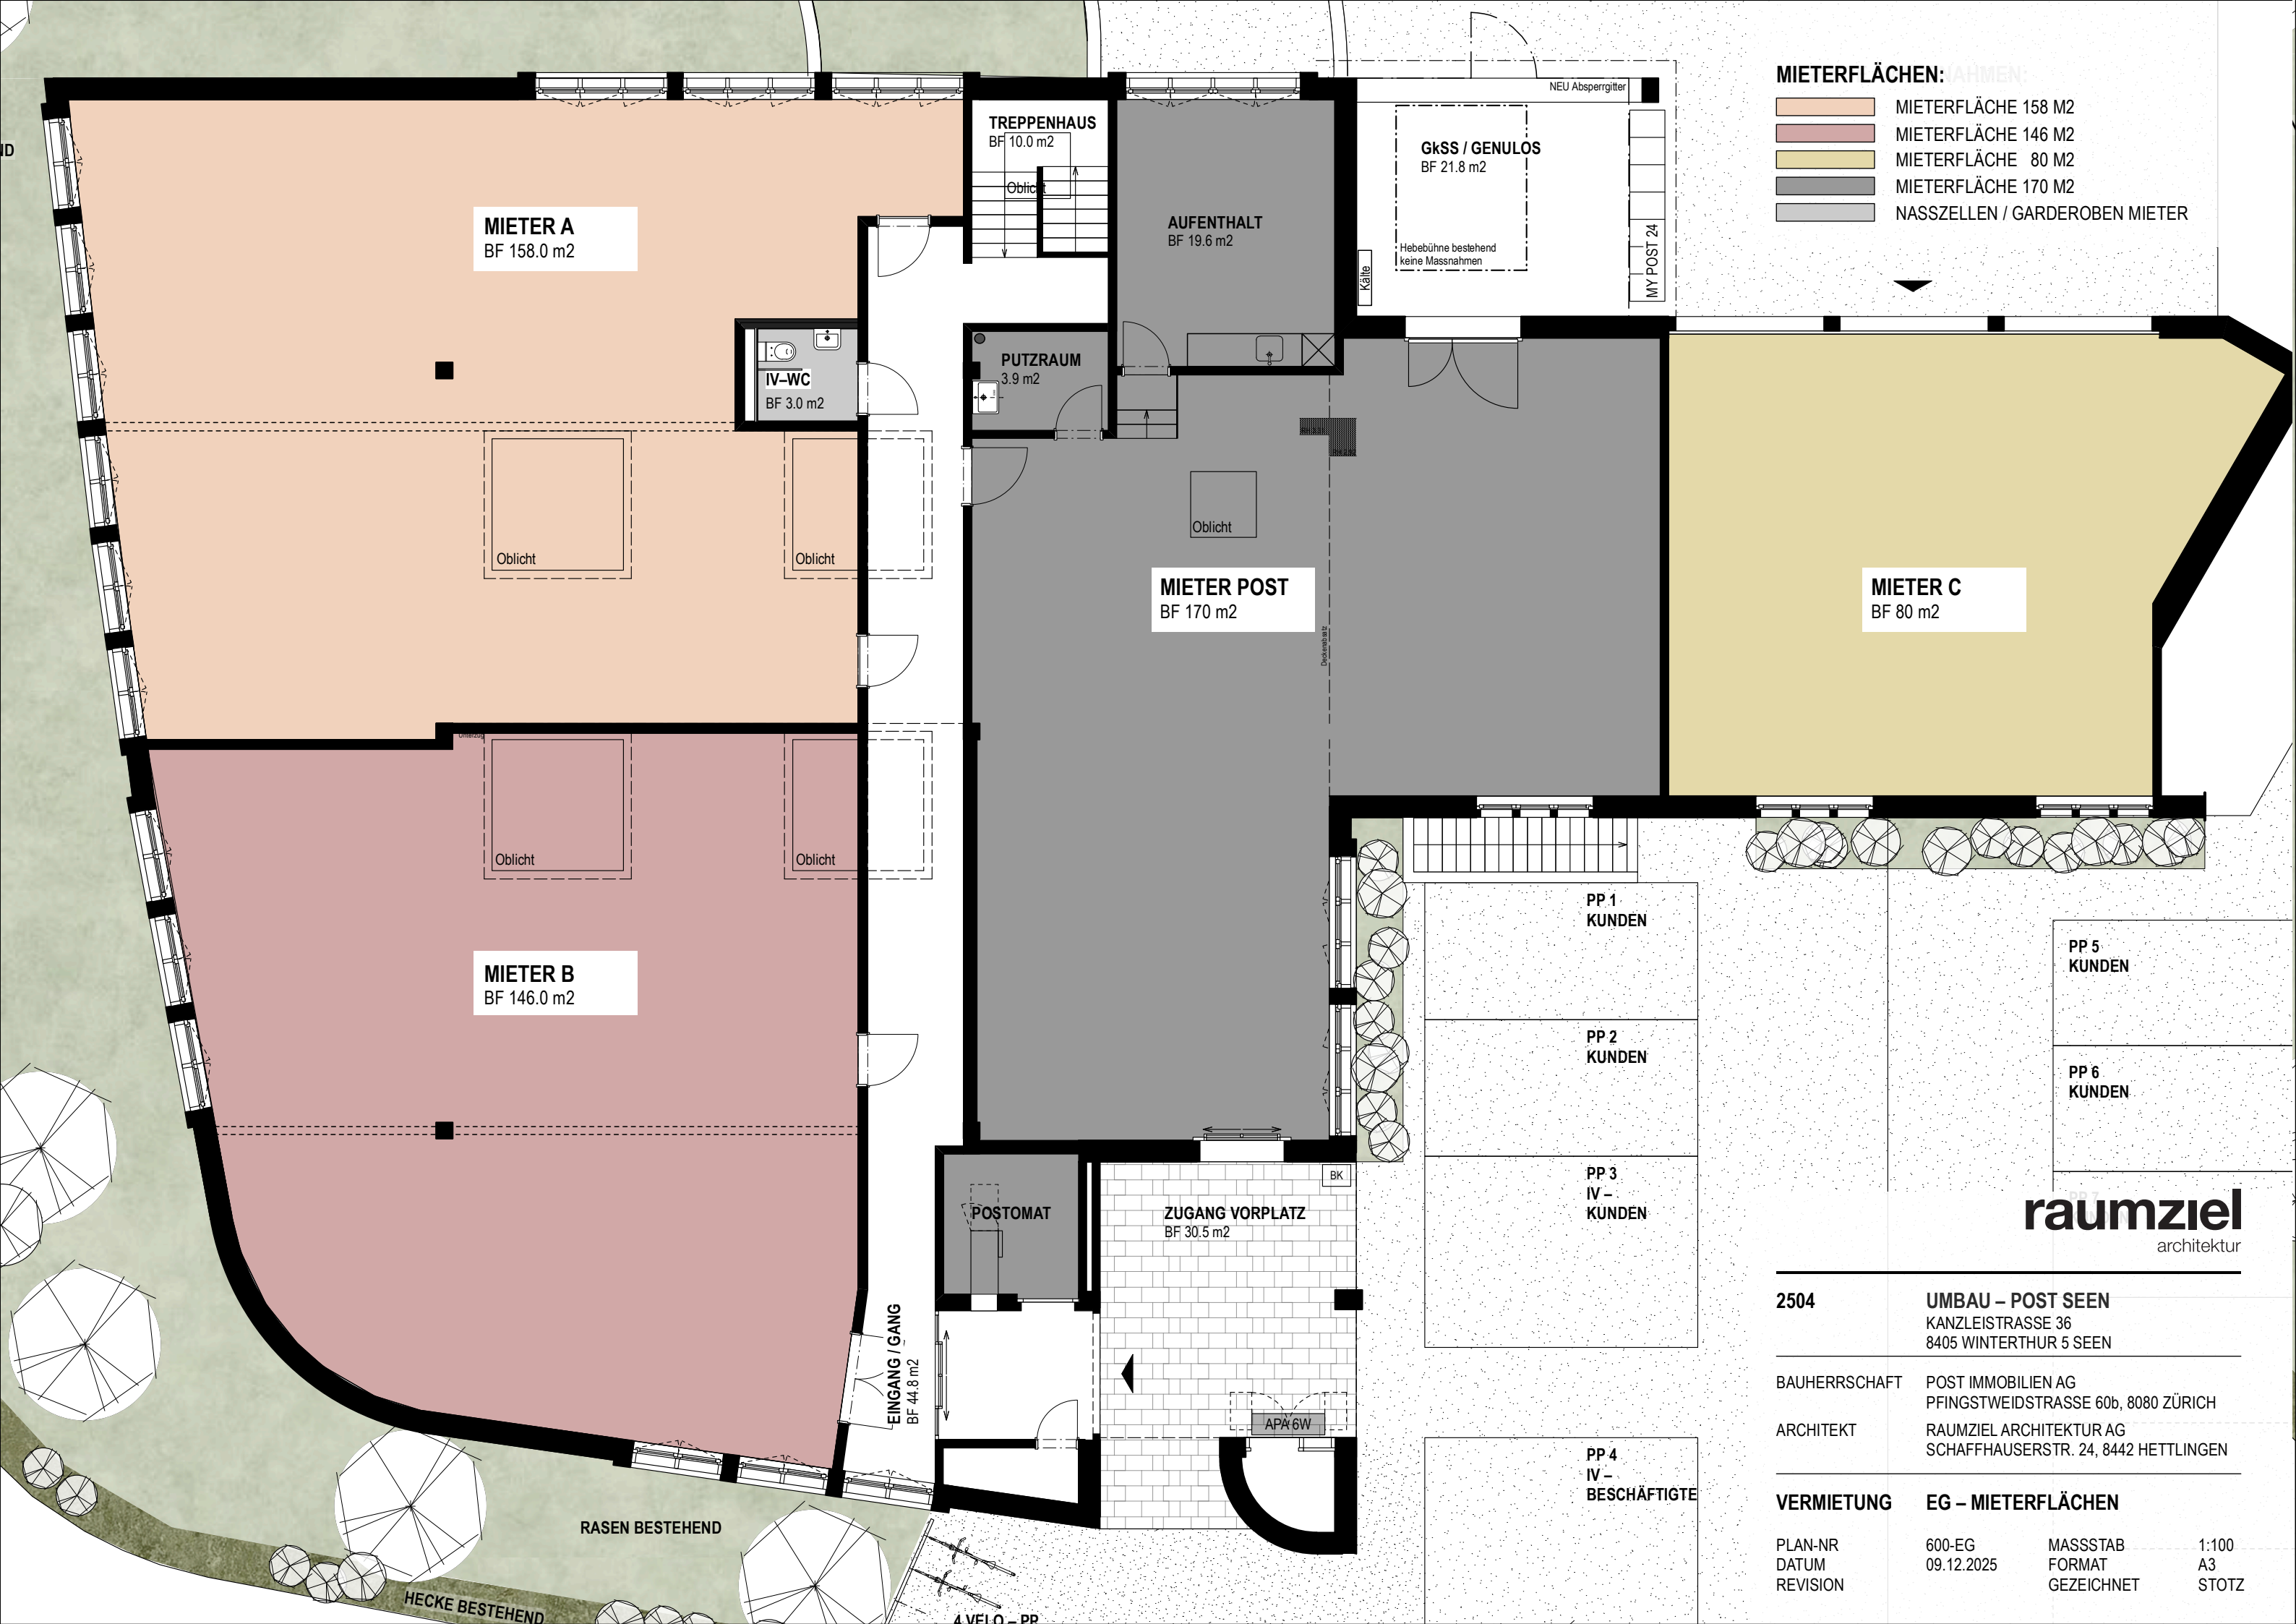 ND
MIETER A
BF 158.0 m2
TREPPENHAUS
BF 10.0 m2
Oblicht
AUFENTHALT
BF 19.6 m2
NEU Absperrgitter
GkSS / GENULOS
BF 21.8 m2
Hebebühne bestehend
keine Massnahmen
Kälte
MY POST 24
MIETERFLÄCHEN:
MIETERFLÄCHE 158 M2
MIETERFLÄCHE 146 M2
MIETERFLÄCHE 80 M2
MIETERFLÄCHE 170 M2
NASSZELLEN / GARDEROBEN MIETER
IV–WC
BF 3.0 m2
PUTZRAUM
3.9 m2
Oblicht
Oblicht
Oblicht
MIETER POST
BF 170 m2
Deckenabsatz
MIETER C
BF 80 m2
Unterzug
Oblicht
Oblicht
MIETER B
BF 146.0 m2
PP 1
KUNDEN
PP 2
KUNDEN
PP 3
IV –
KUNDEN
PP 4
IV –
BESCHÄFTIGTE
PP 5
KUNDEN
PP 6
KUNDEN
POSTOMAT
BK
ZUGANG VORPLATZ
BF 30.5 m2
EINGANG / GANG
BF 44.8 m2
APA 6W
RASEN BESTEHEND
HECKE BESTEHEND
4 VELO – PP
raumziel
architektur
2504 UMBAU – POST SEEN
KANZLEISTRASSE 36
8405 WINTERTHUR 5 SEEN
BAUHERRSCHAFT POST IMMOBILIEN AG
PFINGSTWEIDSTRASSE 60b, 8080 ZÜRICH
ARCHITEKT RAUMZIEL ARCHITEKTUR AG
SCHAFFHAUSERSTR. 24, 8442 HETTLINGEN
VERMIETUNG EG – MIETERFLÄCHEN
PLAN-NR 600-EG MASSSTAB 1:100
DATUM 09.12.2025 FORMAT A3
REVISION GEZEICHNET STOTZ